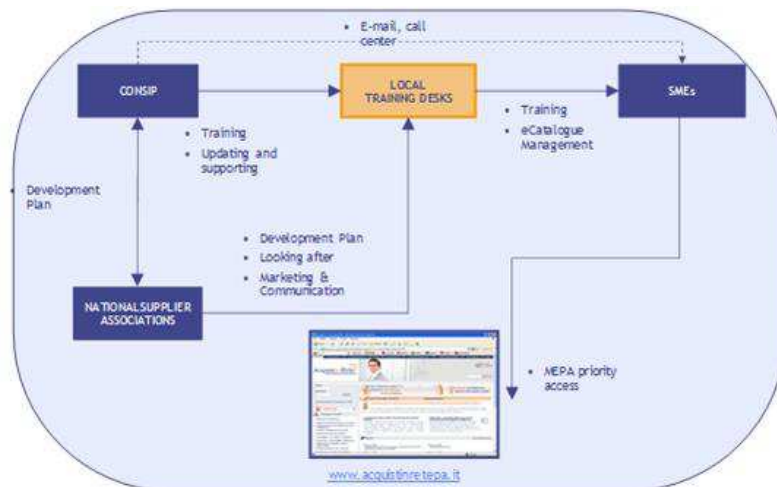 • E-mail, call
center
CONSIP
LOCAL
TRAINING DESKS
SMEs
• Training
• Updating and
supporting
• Training
• eCatalogue
Management
• Development
Plan
• Development Plan
• Looking after
• Marketing &
Communication
NATIONALSUPPLIER
ASSOCIATIONS
• MEPA priority
access
www.acquistinretepa.it